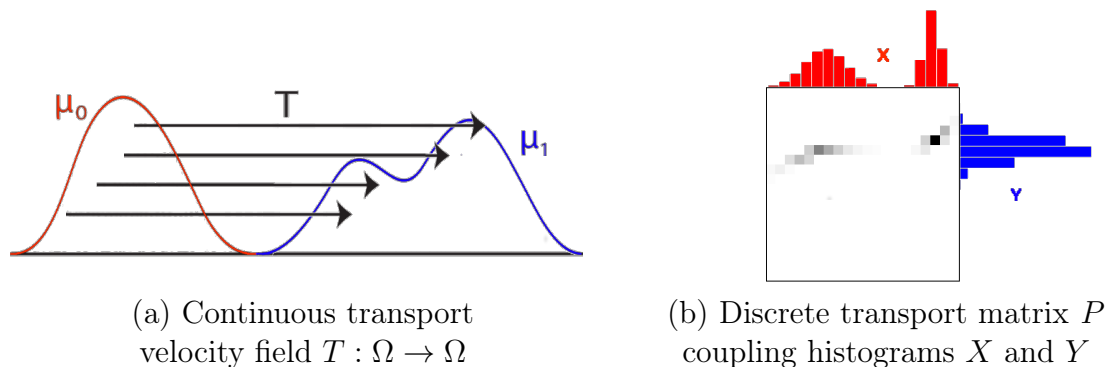 μ₀
T
μ₁
X
Y
(a) Continuous transport
velocity field T : Ω → Ω
(b) Discrete transport matrix P
coupling histograms X and Y